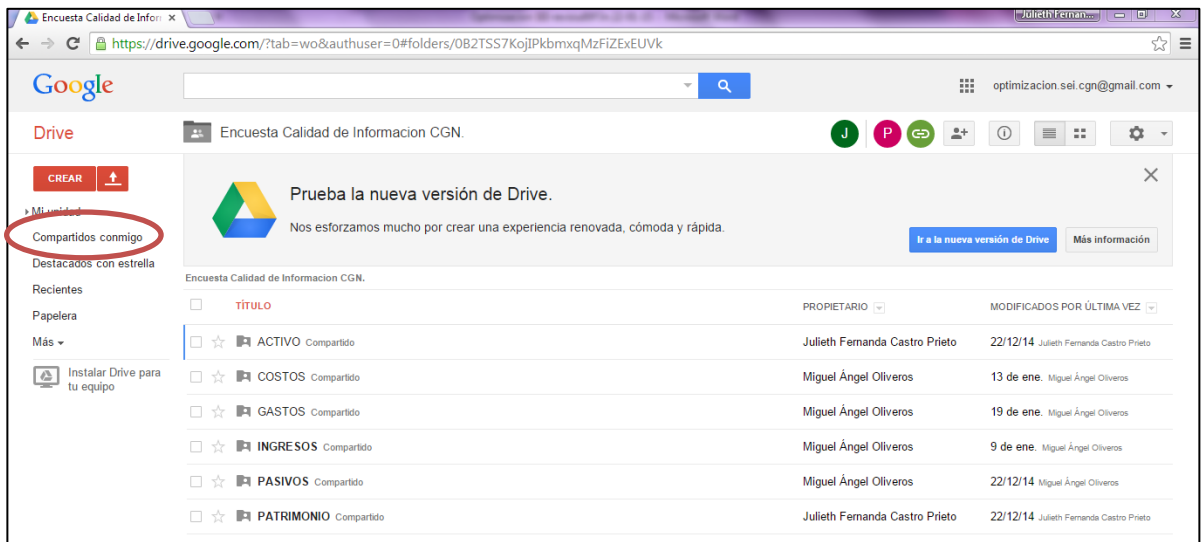 Encuesta Calidad de Inforr
Julieth Fernan...
https://drive.google.com/?tab=wo&authuser=0#folders/0B2TSS7KojIPkbmxqMzFiZExEUVk
Google
optimizacion.sei.cgn@gmail.com
Drive
Encuesta Calidad de Informacion CGN.
J P
CREAR
Mi unidad
Compartidos conmigo
Destacados con estrella
Recientes
Papelera
Más
Instalar Drive para
tu equipo
Prueba la nueva versión de Drive.
Nos esforzamos mucho por crear una experiencia renovada, cómoda y rápida.
Ir a la nueva versión de Drive Más información
Encuesta Calidad de Informacion CGN.
TÍTULO PROPIETARIO MODIFICADOS POR ÚLTIMA VEZ
ACTIVO Compartido Julieth Fernanda Castro Prieto 22/12/14 Julieth Fernanda Castro Prieto
COSTOS Compartido Miguel Ángel Oliveros 13 de ene. Miguel Ángel Oliveros
GASTOS Compartido Miguel Ángel Oliveros 19 de ene. Miguel Ángel Oliveros
INGRESOS Compartido Miguel Ángel Oliveros 9 de ene. Miguel Ángel Oliveros
PASIVOS Compartido Miguel Ángel Oliveros 22/12/14 Miguel Ángel Oliveros
PATRIMONIO Compartido Julieth Fernanda Castro Prieto 22/12/14 Julieth Fernanda Castro Prieto